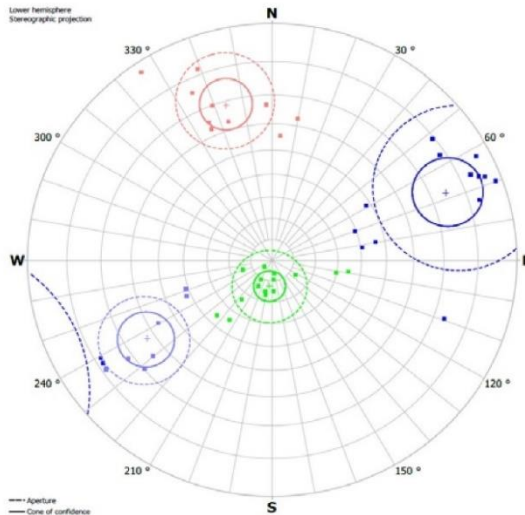 Lower hemisphere
Stereographic projection
N
330 °
30 °
300 °
60 °
W
E
240 °
120 °
210 °
150 °
S
Aperture
Cone of confidence